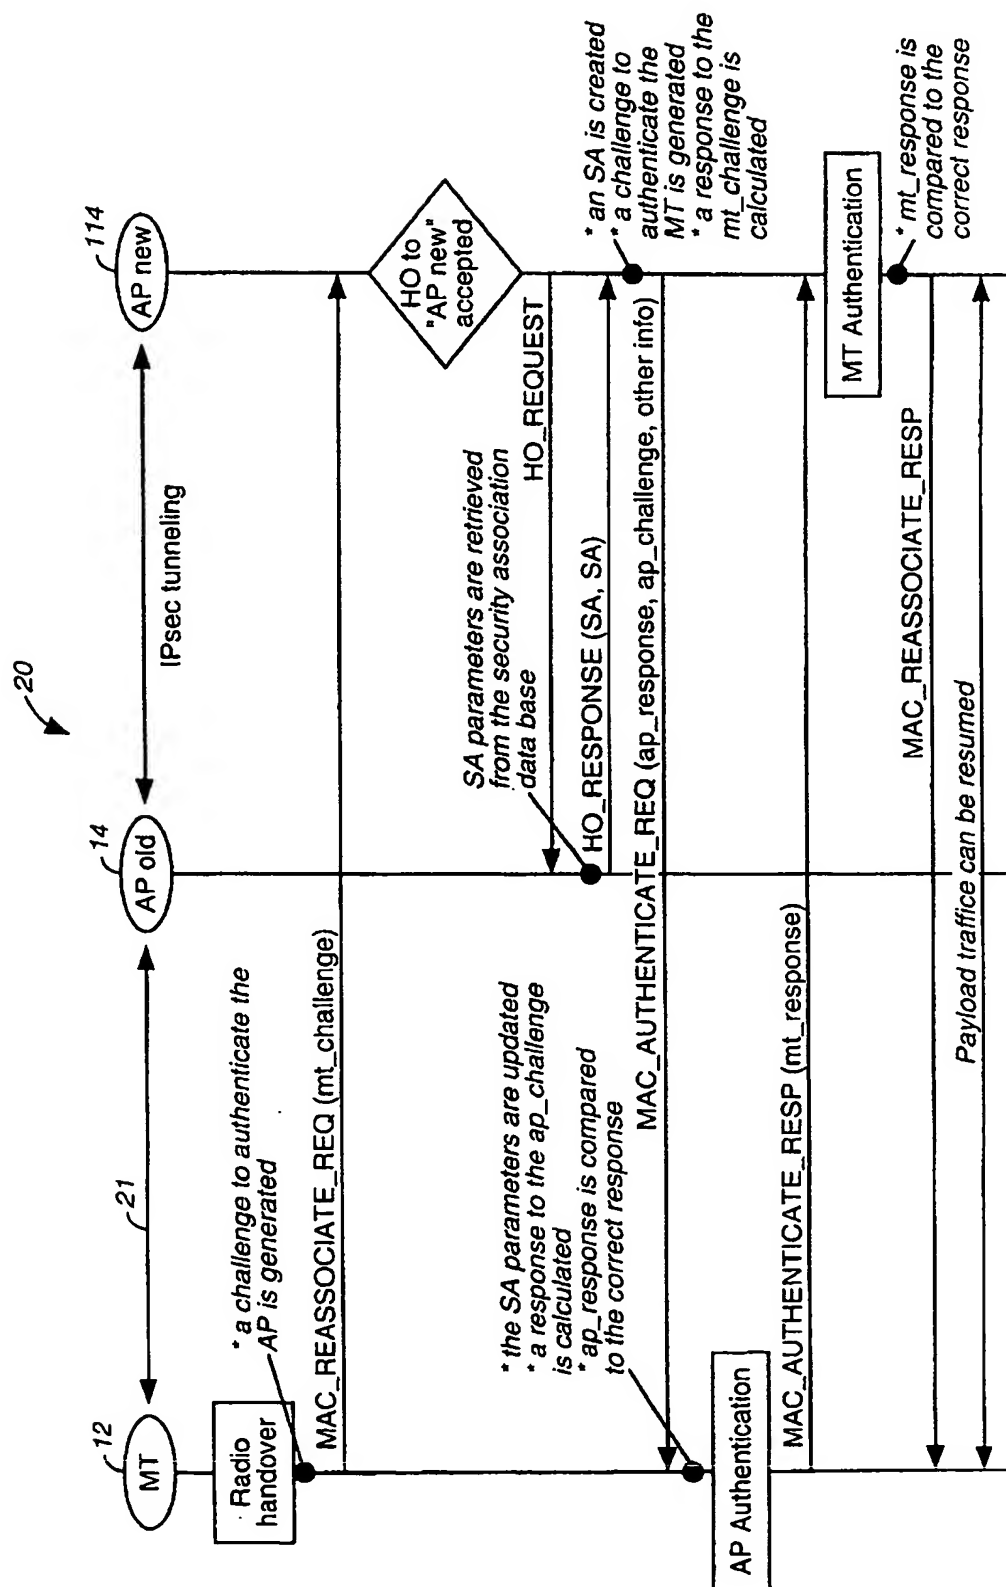 20
12
MT
21
14
AP old
IPsec tunneling
114
AP new
Radio
handover
* a challenge to authenticate the
AP is generated
MAC_REASSOCIATE_REQ (mt_challenge)
HO to
"AP new"
accepted
HO_REQUEST
SA parameters are retrieved
from the security association
data base
HO_RESPONSE (SA, SA)
* an SA is created
* a challenge to
authenticate the
MT is generated
* a response to the
mt_challenge is
calculated
MAC_AUTHENTICATE_REQ (ap_response, ap_challenge, other info)
* the SA parameters are updated
* a response to the ap_challenge
is calculated
* ap_response is compared
to the correct response
AP Authentication
MAC_AUTHENTICATE_RESP (mt_response)
MT Authentication
* mt_response is
compared to the
correct response
MAC_REASSOCIATE_RESP
Payload traffice can be resumed